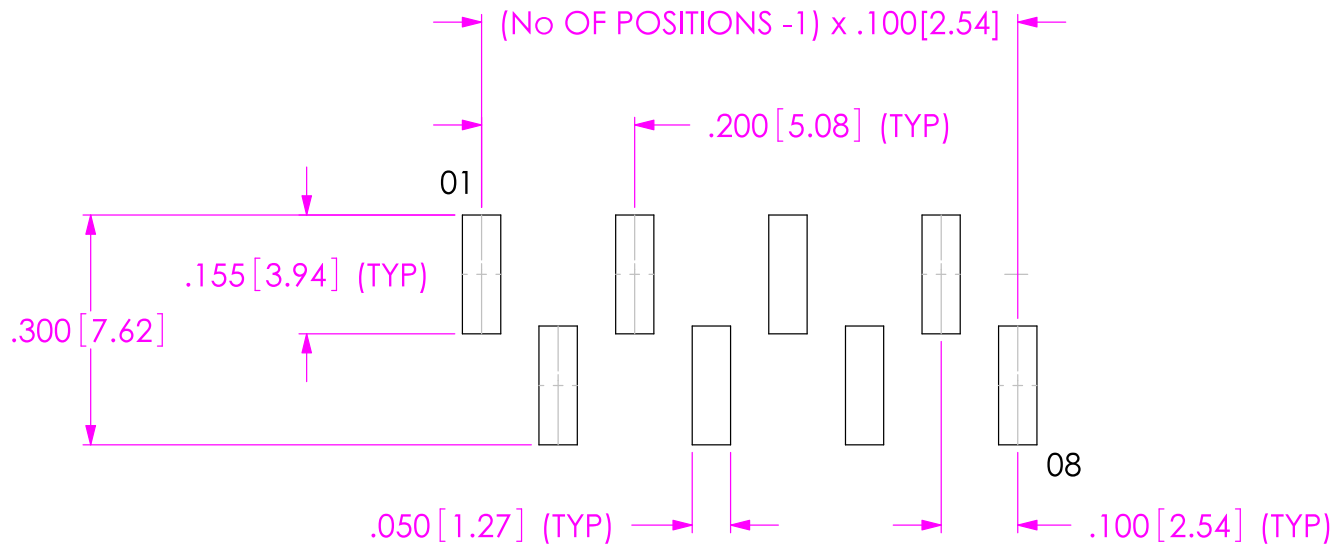 (No OF POSITIONS -1) x .100[2.54]
.200[5.08] (TYP)
01
.155[3.94] (TYP)
.300[7.62]
08
.050[1.27] (TYP)
.100[2.54] (TYP)